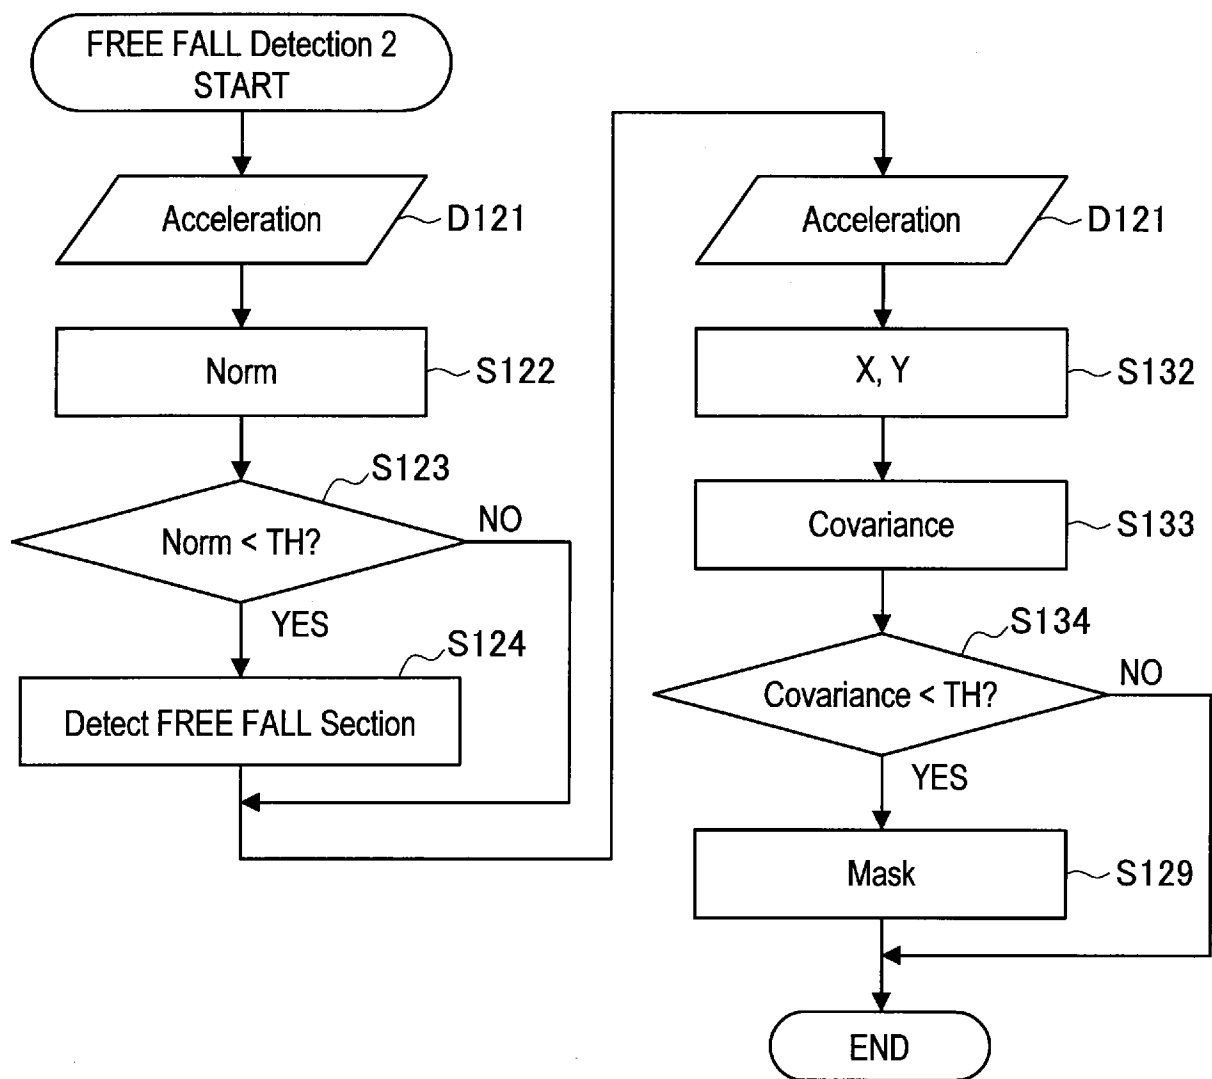 FREE FALL Detection 2
START
Acceleration
D121
Norm
S122
S123
Norm < TH?
NO
YES
S124
Detect FREE FALL Section
Acceleration
D121
X, Y
S132
Covariance
S133
S134
Covariance < TH?
NO
YES
Mask
S129
END